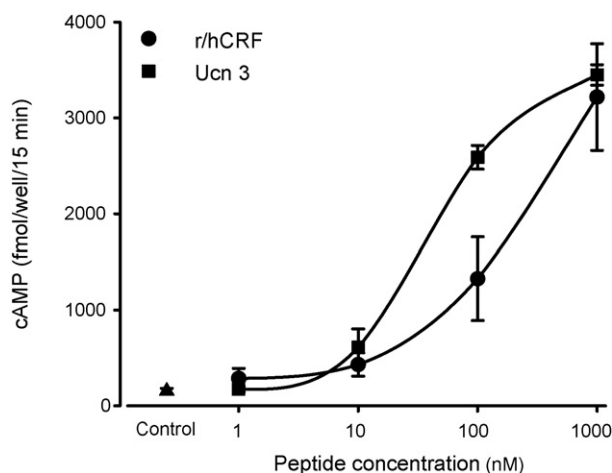 4000
3000
2000
1000
0
cAMP (fmol/well/15 min)
r/hCRF
Ucn 3
Control 1 10 100 1000
Peptide concentration (nM)